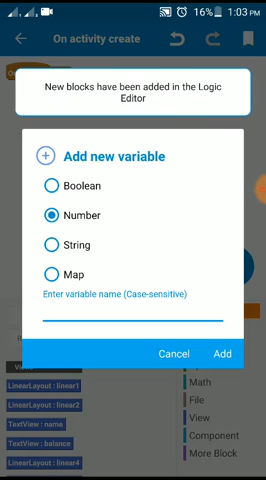 16% 1:03 PM
On activity create
New blocks have been added in the Logic
Editor
Add new variable
Boolean
Number
String
Map
Enter variable name (Case-sensitive)
Cancel
Add
LinearLayout : linear1
LinearLayout : linear2
TextView : name
TextView : balance
LinearLayout : linear4
Math
File
View
Component
More Block